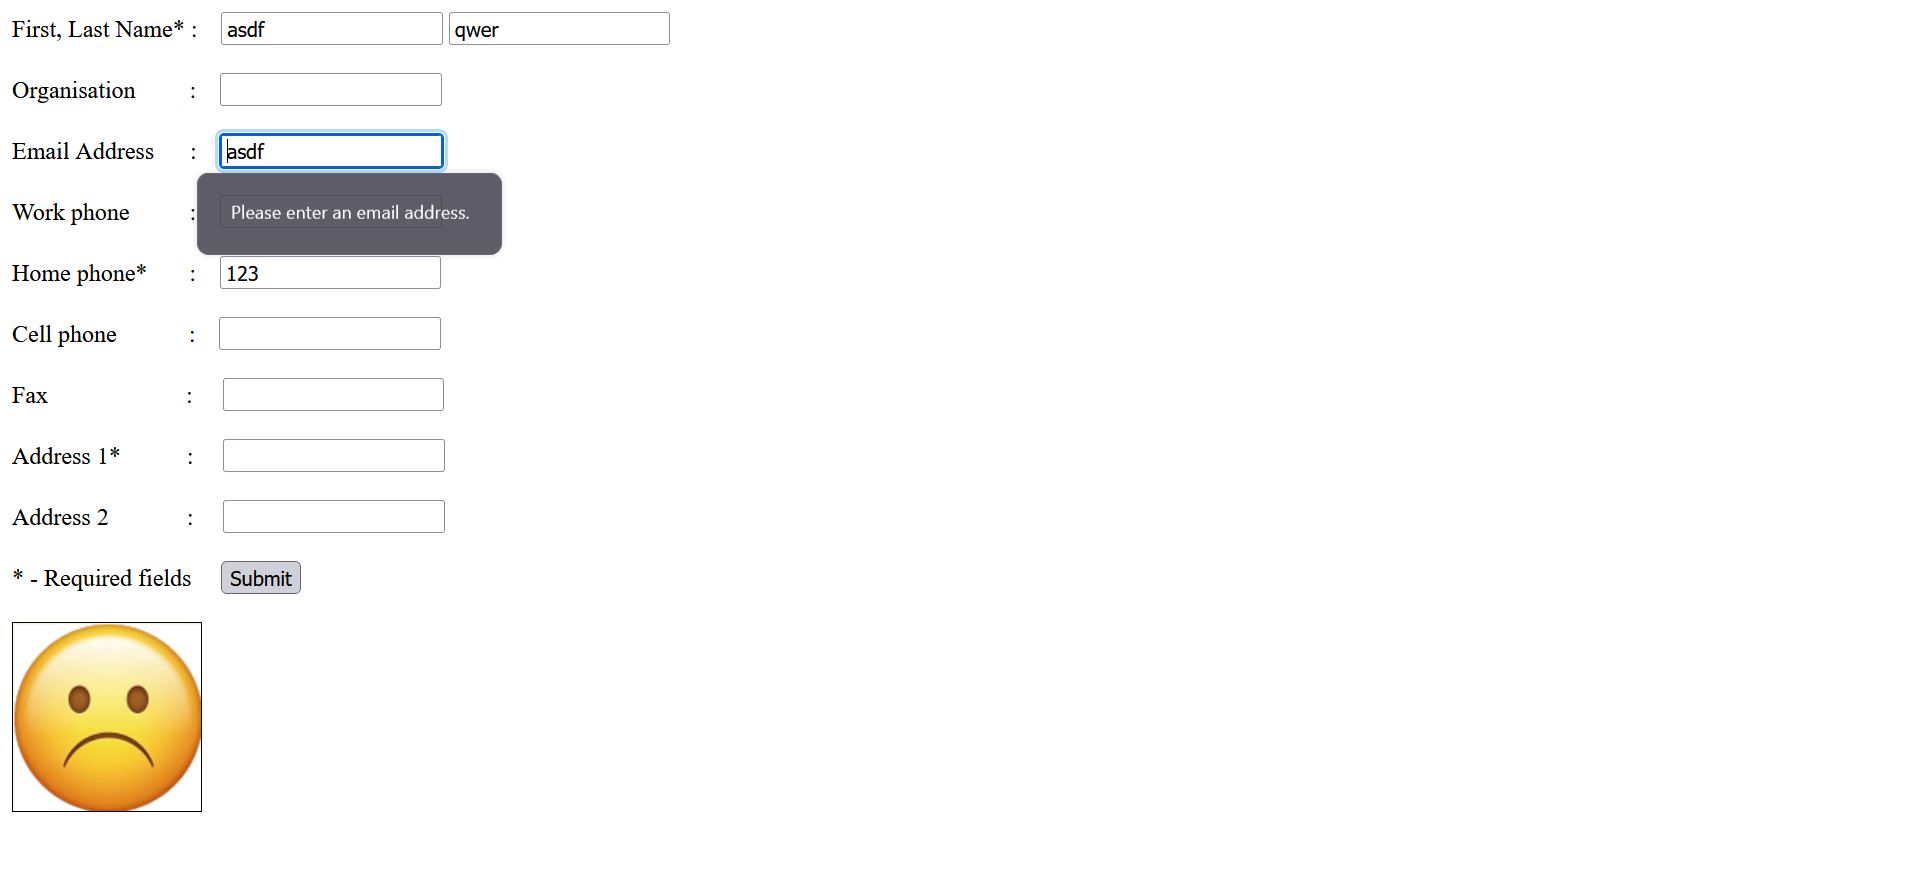 First, Last Name* : asdf qwer
Organisation :
Email Address : asdf
Please enter an email address.
Work phone :
Home phone* : 123
Cell phone :
Fax :
Address 1* :
Address 2 :
* - Required fields Submit